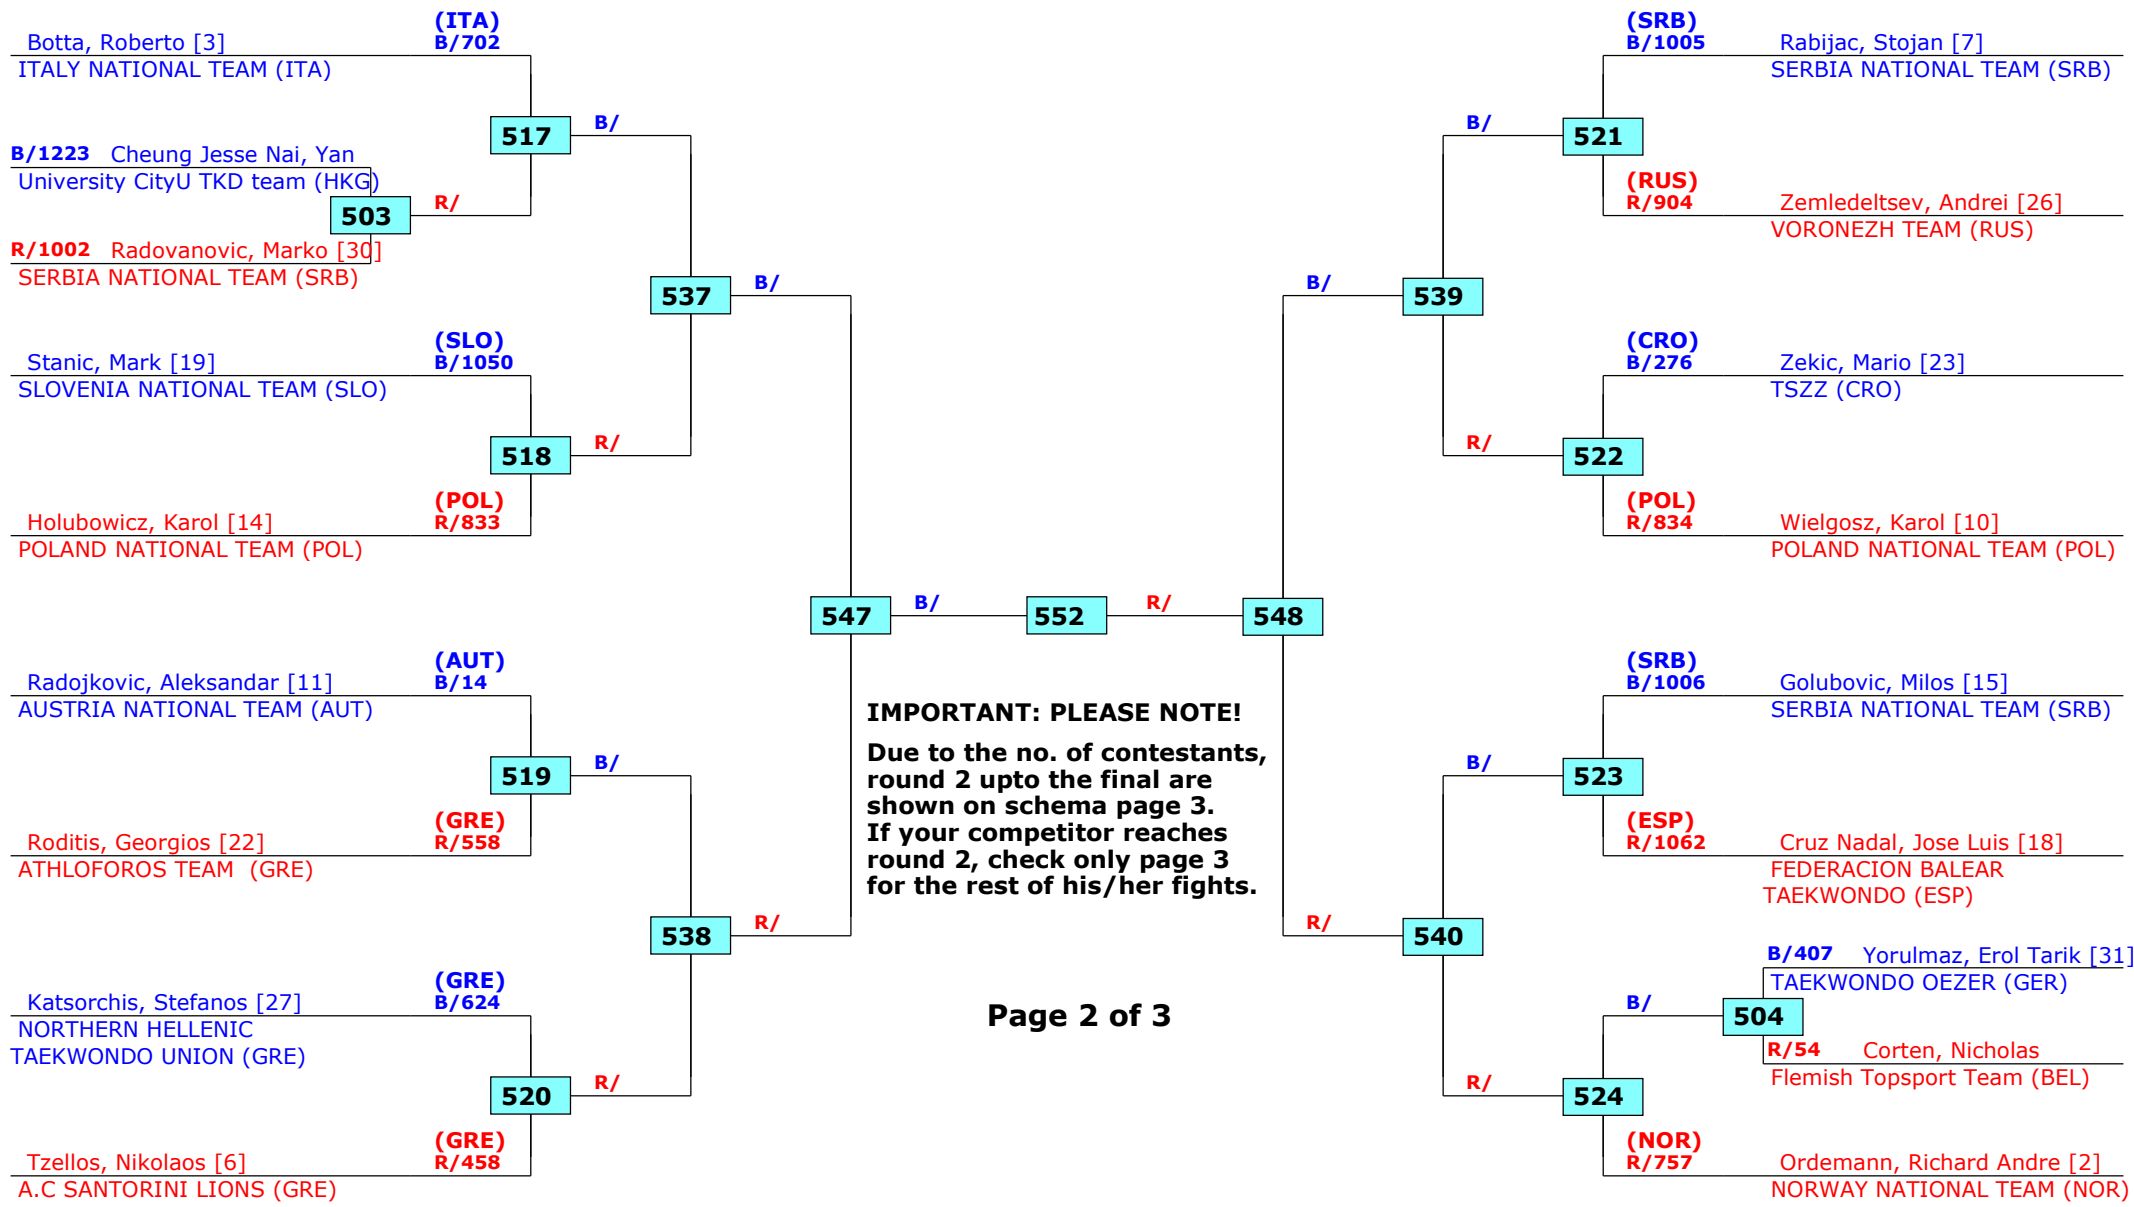 (ITA)
Botta, Roberto [3] B/702
ITALY NATIONAL TEAM (ITA)
517
B/
B/1223 Cheung Jesse Nai, Yan
University CityU TKD team (HKG)
503
R/
R/1002 Radovanovic, Marko [30]
SERBIA NATIONAL TEAM (SRB)
537
B/
(SLO)
Stanic, Mark [19] B/1050
SLOVENIA NATIONAL TEAM (SLO)
518
R/
(POL)
Holubowicz, Karol [14] R/833
POLAND NATIONAL TEAM (POL)
547
B/
552
R/
548
(AUT)
Radojkovic, Aleksandar [11] B/14
AUSTRIA NATIONAL TEAM (AUT)
519
B/
(GRE)
Roditis, Georgios [22] R/558
ATHLOFOROS TEAM (GRE)
538
R/
(GRE)
Katsorchis, Stefanos [27] B/624
NORTHERN HELLENIC
TAEKWONDO UNION (GRE)
520
R/
(GRE)
Tzellos, Nikolaos [6] R/458
A.C SANTORINI LIONS (GRE)
IMPORTANT: PLEASE NOTE!
Due to the no. of contestants,
round 2 upto the final are
shown on schema page 3.
If your competitor reaches
round 2, check only page 3
for the rest of his/her fights.
Page 2 of 3
(SRB)
B/1005 Rabijac, Stojan [7]
SERBIA NATIONAL TEAM (SRB)
B/
521
(RUS)
R/904 Zemledeltsev, Andrei [26]
VORONEZH TEAM (RUS)
B/
539
(CRO)
B/276 Zekic, Mario [23]
TSZZ (CRO)
R/
522
(POL)
R/834 Wielgosz, Karol [10]
POLAND NATIONAL TEAM (POL)
(SRB)
B/1006 Golubovic, Milos [15]
SERBIA NATIONAL TEAM (SRB)
B/
523
(ESP)
R/1062 Cruz Nadal, Jose Luis [18]
FEDERACION BALEAR
TAEKWONDO (ESP)
R/
540
B/407 Yorulmaz, Erol Tarik [31]
TAEKWONDO OEZER (GER)
B/
504
R/54 Corten, Nicholas
Flemish Topsport Team (BEL)
R/
524
(NOR)
R/757 Ordemann, Richard Andre [2]
NORWAY NATIONAL TEAM (NOR)